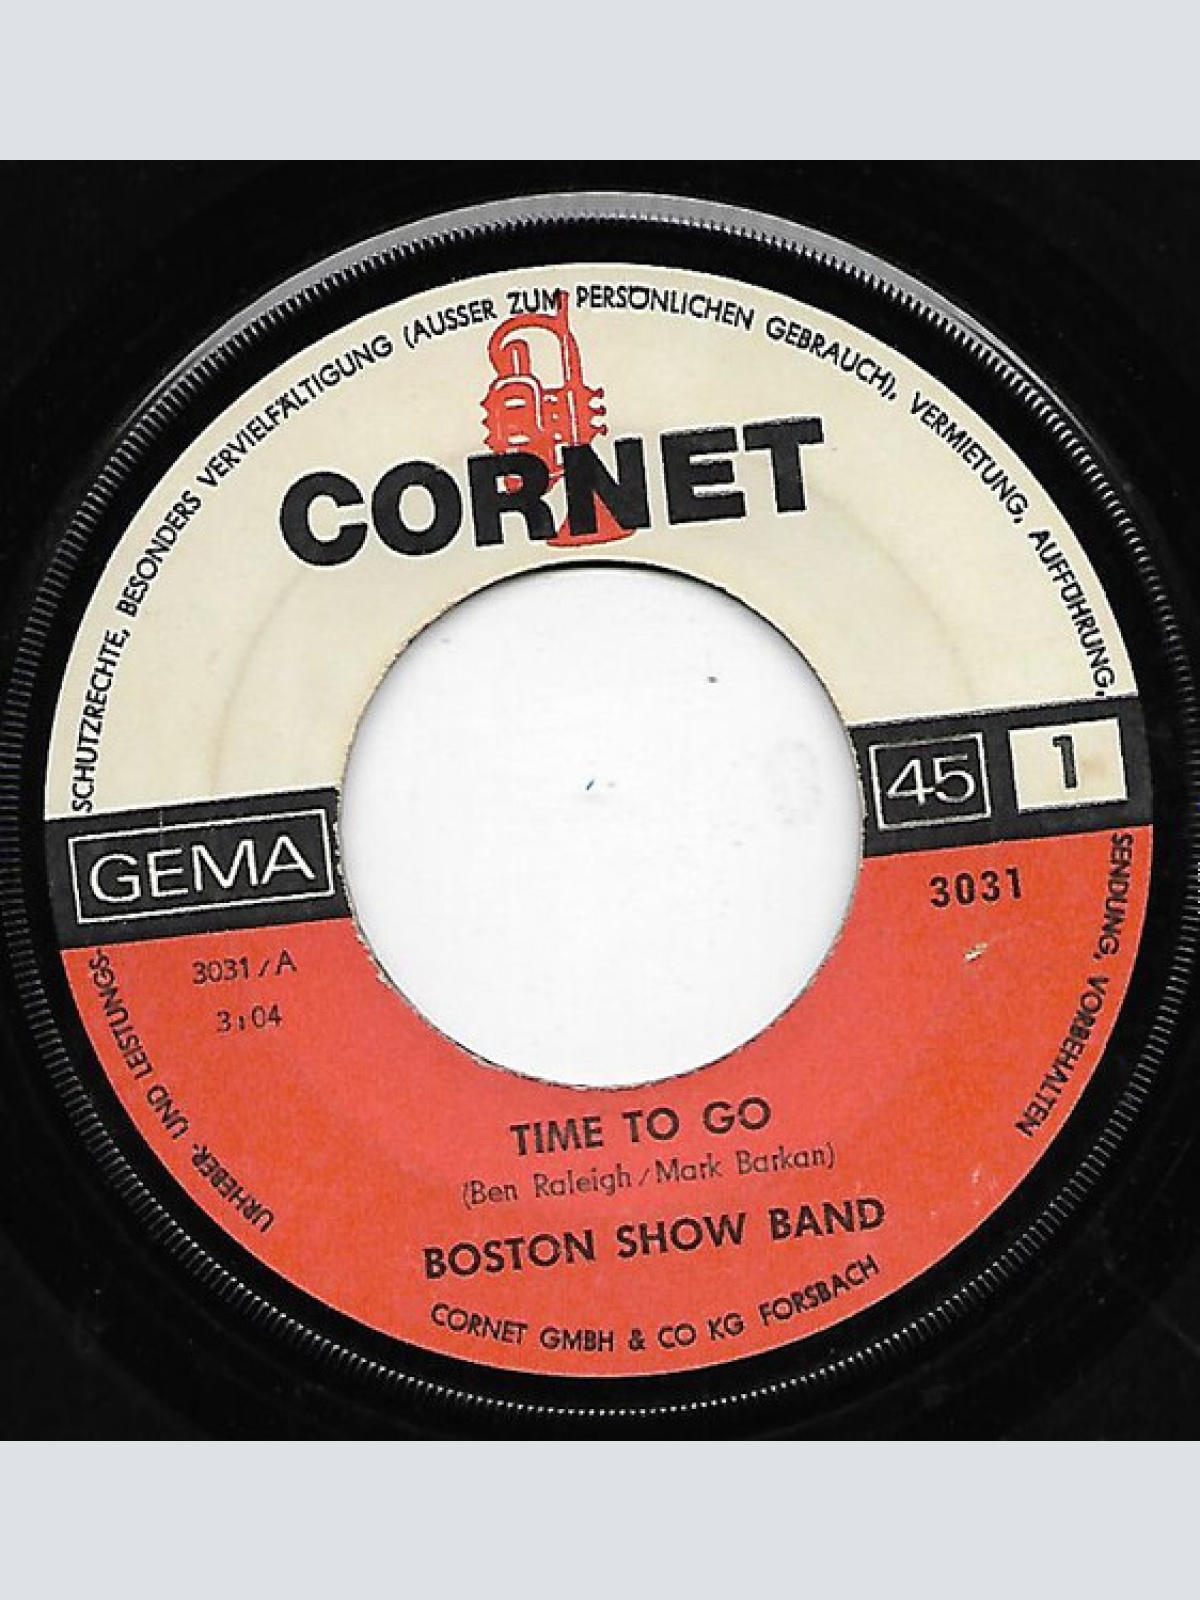 URHEBER- UND LEISTUNGS-SCHUTZRECHTE, BESONDERS VERVIELFÄLTIGUNG (AUSSER ZUM PERSÖNLICHEN GEBRAUCH), VERMIETUNG, AUFFÜHRUNG, SENDUNG, VORBEHALTEN
CORNET
GEMA
45 1
3031
3031/A
3:04
TIME TO GO
(Ben Raleigh/Mark Barkan)
BOSTON SHOW BAND
CORNET GMBH & CO KG FORSBACH